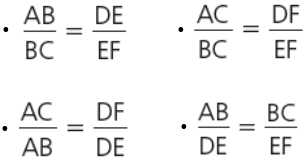 • AB/BC = DE/EF • AC/BC = DF/EF
• AC/AB = DF/DE • AB/DE = BC/EF